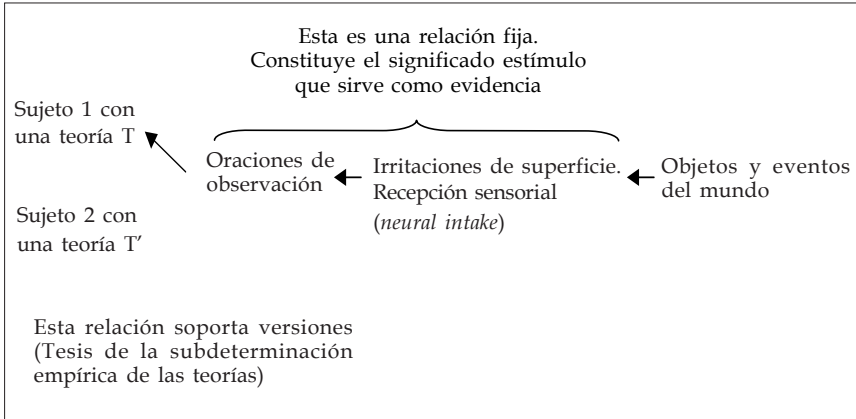 Esta es una relación fija.
Constituye el significado estímulo
que sirve como evidencia
Sujeto 1 con
una teoría T
Oraciones de
observación
Irritaciones de superficie.
Recepción sensorial
(neural intake)
Objetos y eventos
del mundo
Sujeto 2 con
una teoría T′
Esta relación soporta versiones
(Tesis de la subdeterminación
empírica de las teorías)